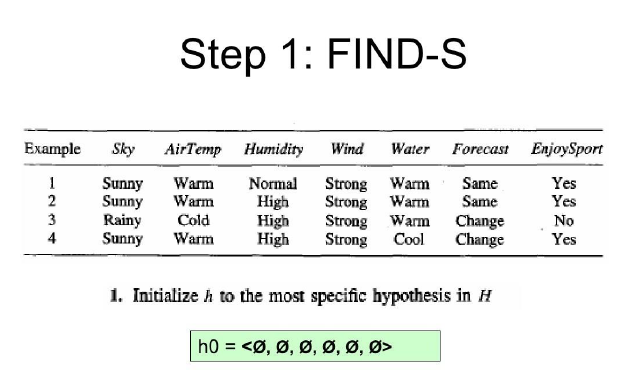 Step 1: FIND-S
Example Sky AirTemp Humidity Wind Water Forecast EnjoySport
1 Sunny Warm Normal Strong Warm Same Yes
2 Sunny Warm High Strong Warm Same Yes
3 Rainy Cold High Strong Warm Change No
4 Sunny Warm High Strong Cool Change Yes
1. Initialize h to the most specific hypothesis in H
h0 = <Ø, Ø, Ø, Ø, Ø, Ø>